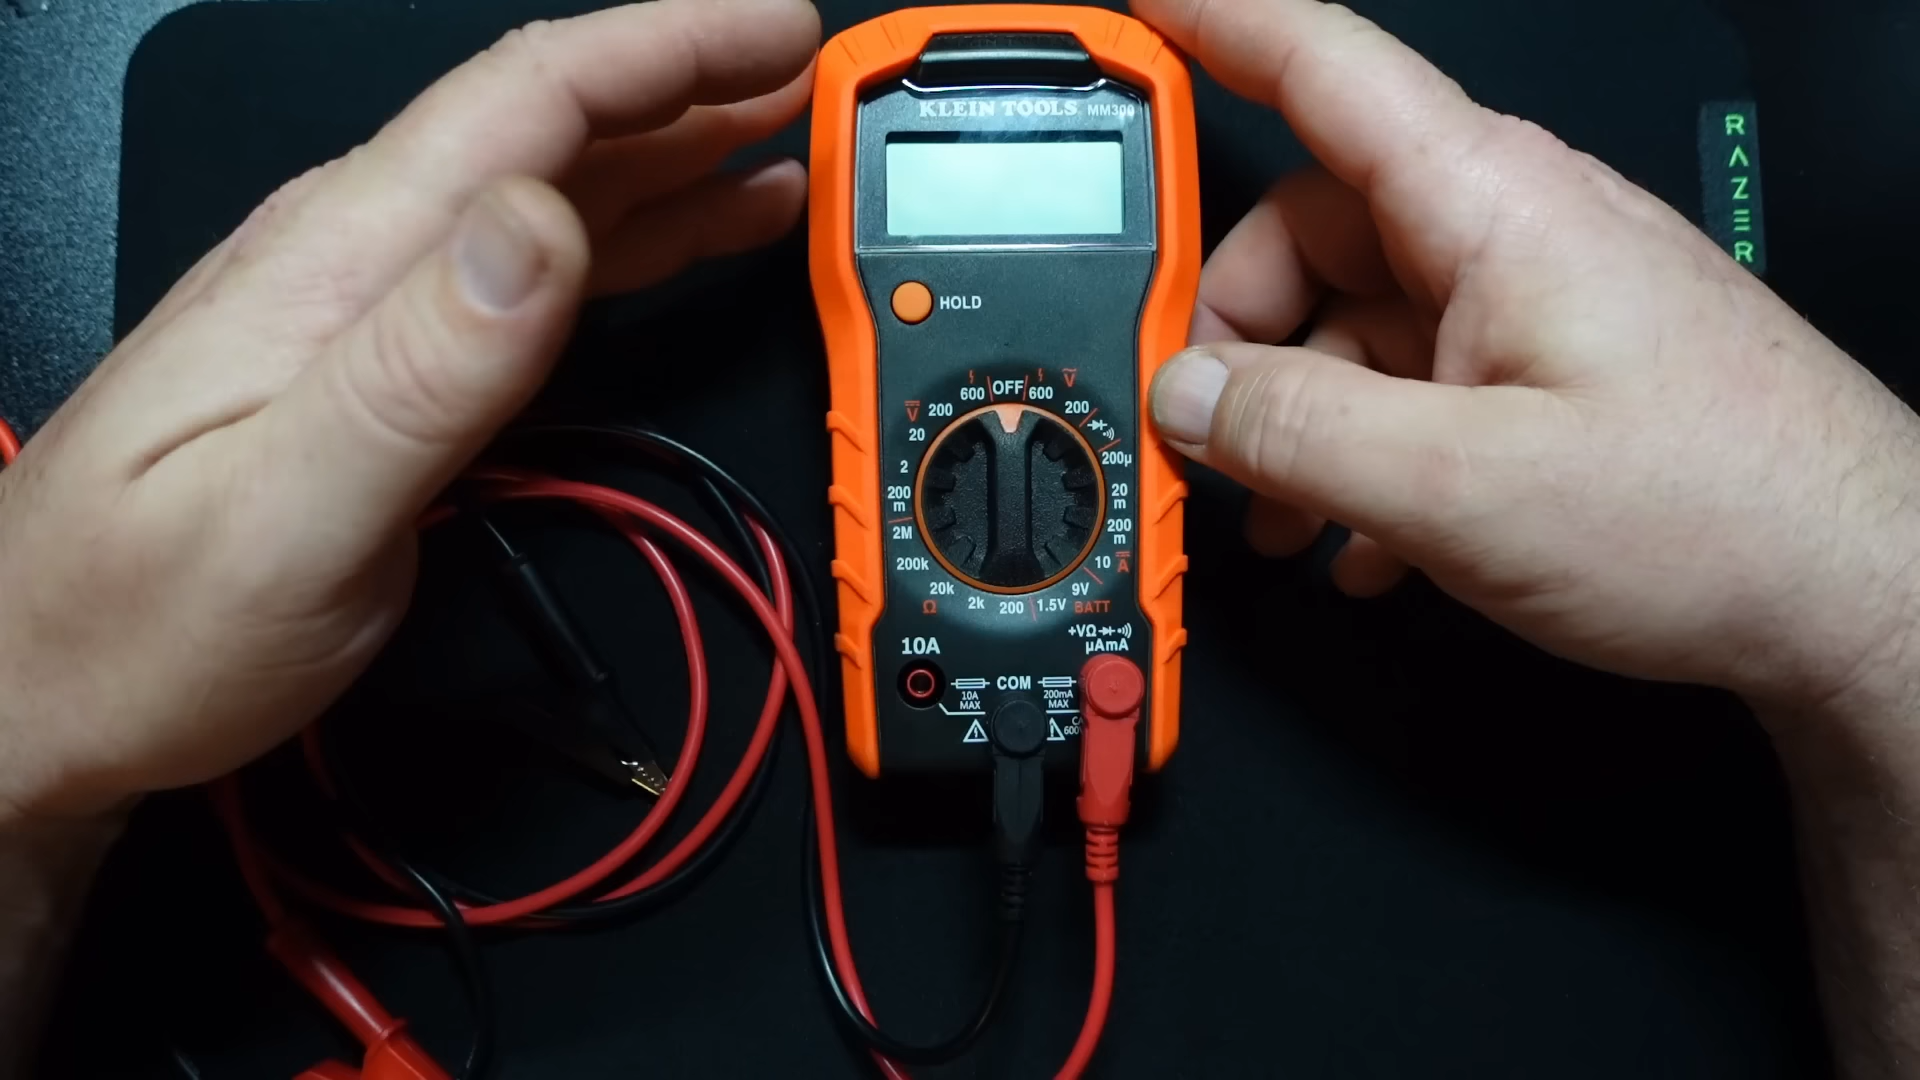 KLEIN TOOLS MM300
RAZER
HOLD
OFF
600
600
V
V
200
200
20
200µ
2
20
m
200
m
200
m
2M
10
A
200k
9V
20k
2k
200
1.5V
BATT
Ω
+VΩ
10A
µAmA
COM
10A
MAX
200mA
MAX
600